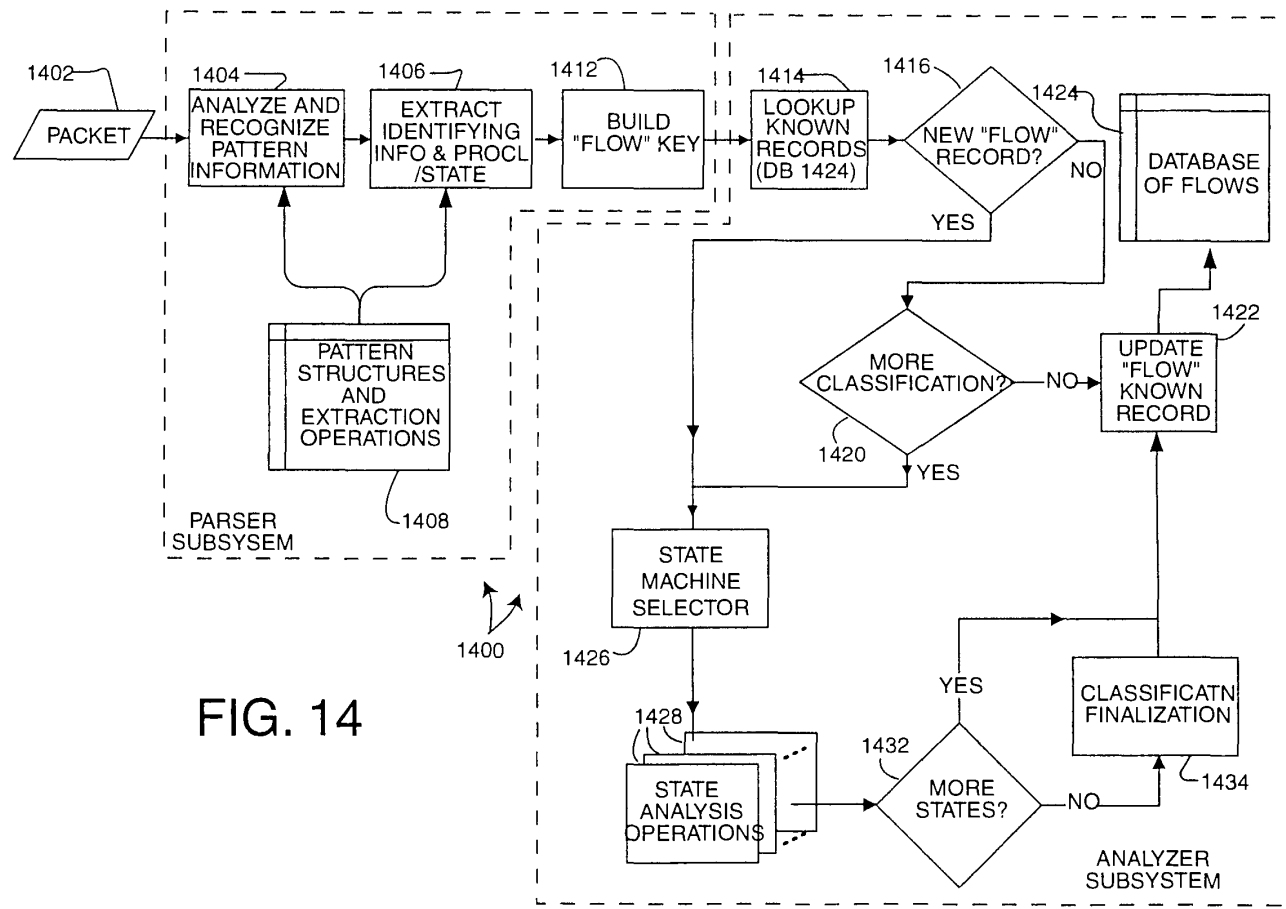 1402
PACKET
1404
ANALYZE AND
RECOGNIZE
PATTERN
INFORMATION
1406
EXTRACT
IDENTIFYING
INFO & PROCL
/STATE
1412
BUILD
"FLOW" KEY
1414
LOOKUP
KNOWN
RECORDS
(DB 1424)
1416
NEW "FLOW"
RECORD?
NO
YES
1424
DATABASE
OF FLOWS
PATTERN
STRUCTURES
AND
EXTRACTION
OPERATIONS
1408
PARSER
SUBSYSEM
MORE
CLASSIFICATION?
1420
NO
YES
1422
UPDATE
"FLOW"
KNOWN
RECORD
STATE
MACHINE
SELECTOR
1426
1400
FIG. 14
1428
STATE
ANALYSIS
OPERATIONS
1432
MORE
STATES?
YES
NO
CLASSIFICATN
FINALIZATION
1434
ANALYZER
SUBSYSTEM